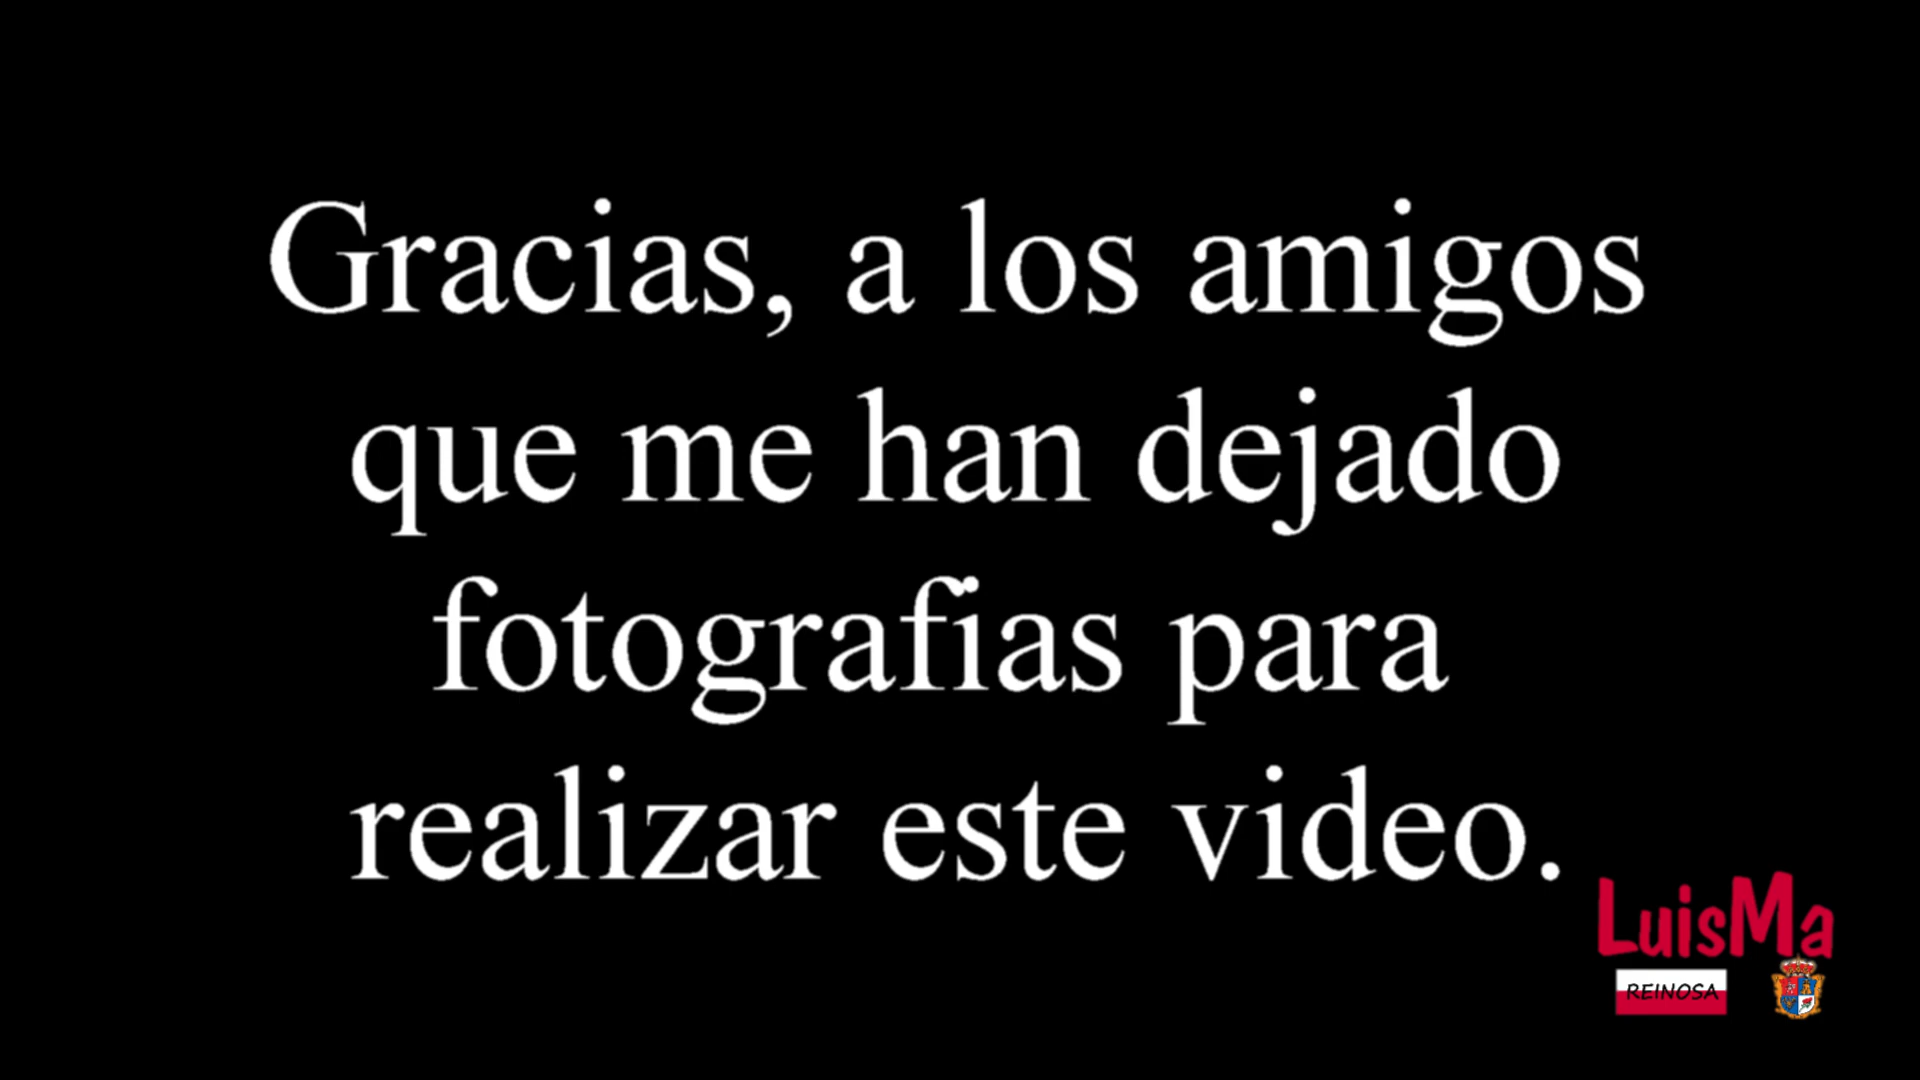 Gracias, a los amigos
que me han dejado
fotografias para
realizar este video.
LuisMa
REINOSA